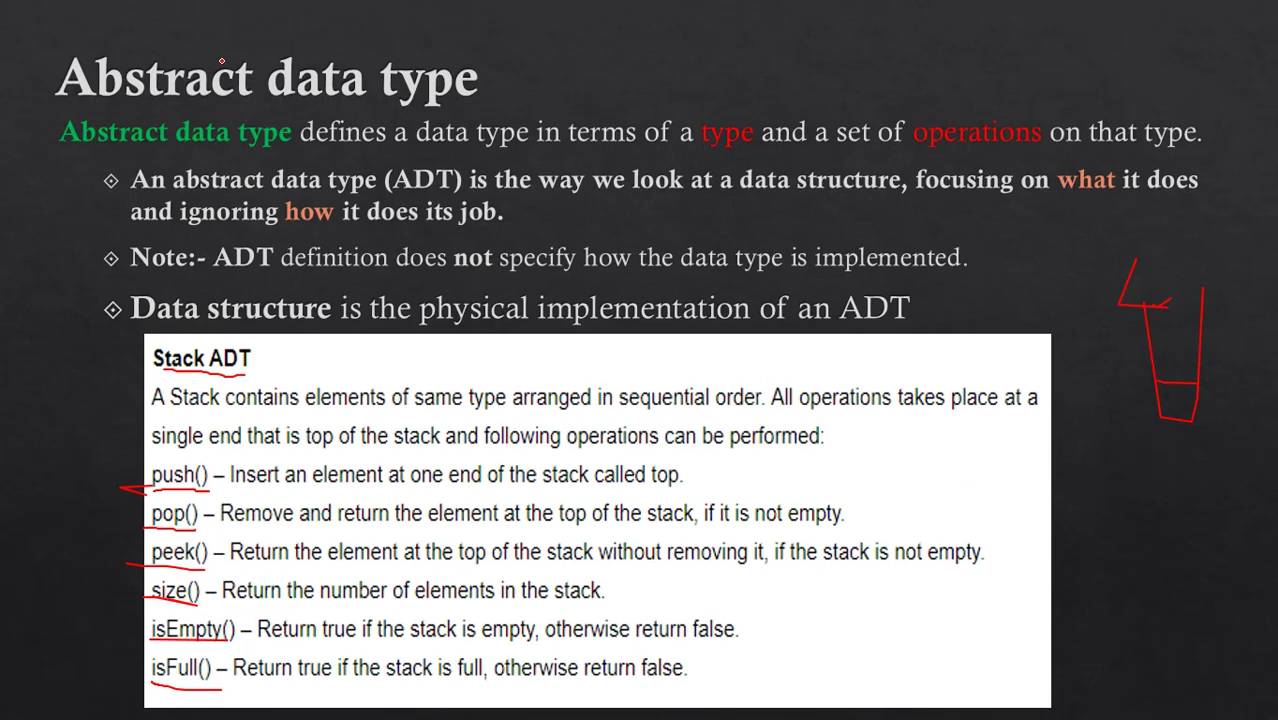 Abstract data type
Abstract data type defines a data type in terms of a type and a set of operations on that type.
An abstract data type (ADT) is the way we look at a data structure, focusing on what it does
and ignoring how it does its job.
Note:- ADT definition does not specify how the data type is implemented.
Data structure is the physical implementation of an ADT
Stack ADT
A Stack contains elements of same type arranged in sequential order. All operations takes place at a
single end that is top of the stack and following operations can be performed:
push() – Insert an element at one end of the stack called top.
pop() – Remove and return the element at the top of the stack, if it is not empty.
peek() – Return the element at the top of the stack without removing it, if the stack is not empty.
size() – Return the number of elements in the stack.
isEmpty() – Return true if the stack is empty, otherwise return false.
isFull() – Return true if the stack is full, otherwise return false.